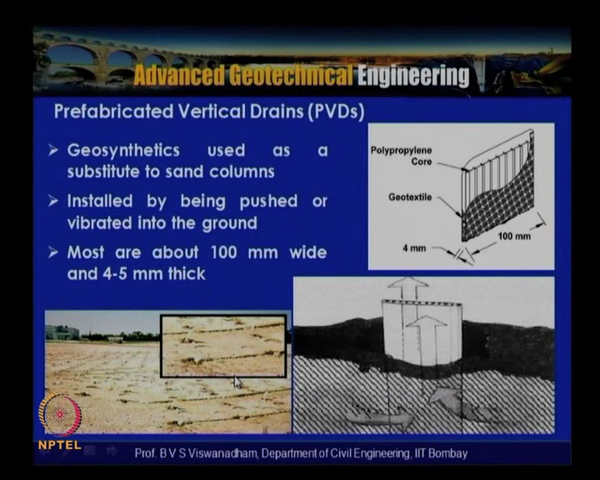 Advanced Geotechnical Engineering
Prefabricated Vertical Drains (PVDs)
Geosynthetics used as a
substitute to sand columns
Installed by being pushed or
vibrated into the ground
Most are about 100 mm wide
and 4-5 mm thick
Polypropylene
Core
Geotextile
4 mm
100 mm
NPTEL
Prof. B V S Viswanadham, Department of Civil Engineering, IIT Bombay